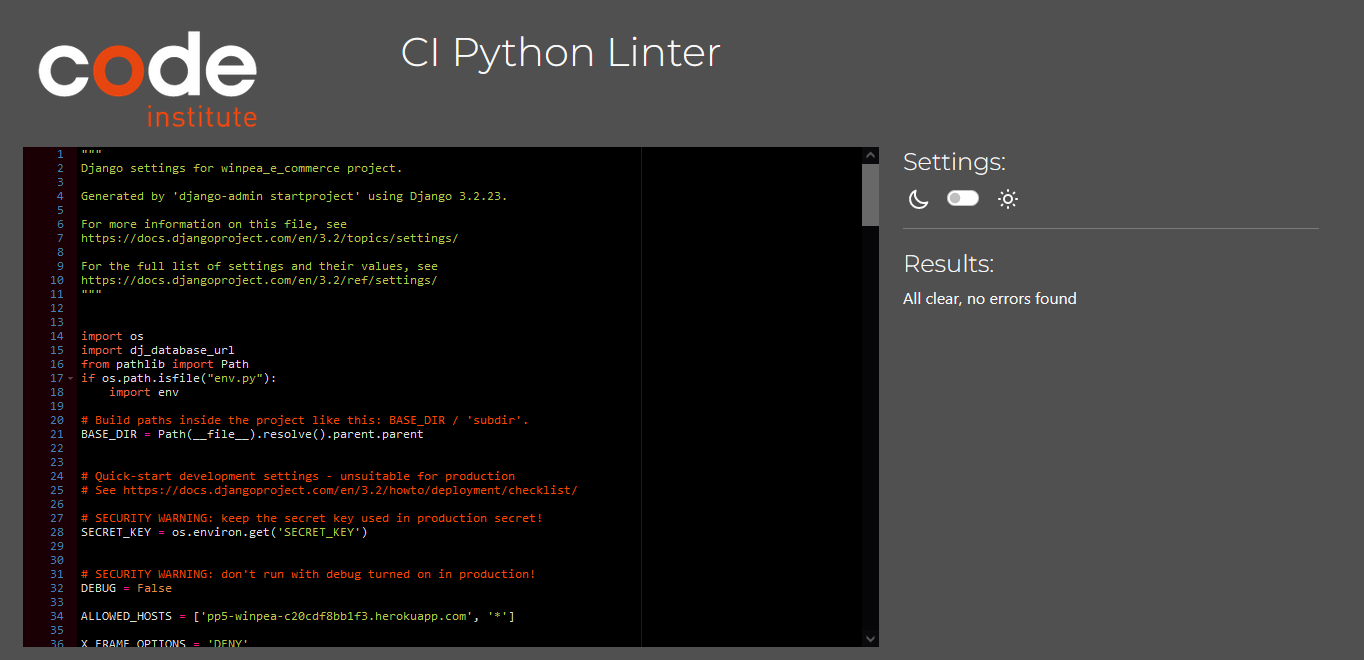 code
institute
CI Python Linter
1 """
2 Django settings for winpea_e_commerce project.
3
4 Generated by 'django-admin startproject' using Django 3.2.23.
5
6 For more information on this file, see
7 https://docs.djangoproject.com/en/3.2/topics/settings/
8
9 For the full list of settings and their values, see
10 https://docs.djangoproject.com/en/3.2/ref/settings/
11 """
12
13
14 import os
15 import dj_database_url
16 from pathlib import Path
17 if os.path.isfile("env.py"):
18     import env
19
20 # Build paths inside the project like this: BASE_DIR / 'subdir'.
21 BASE_DIR = Path(__file__).resolve().parent.parent
22
23
24 # Quick-start development settings - unsuitable for production
25 # See https://docs.djangoproject.com/en/3.2/howto/deployment/checklist/
26
27 # SECURITY WARNING: keep the secret key used in production secret!
28 SECRET_KEY = os.environ.get('SECRET_KEY')
29
30
31 # SECURITY WARNING: don't run with debug turned on in production!
32 DEBUG = False
33
34 ALLOWED_HOSTS = ['pp5-winpea-c20cdf8bb1f3.herokuapp.com', '*']
35
36 X_FRAME_OPTIONS = 'DENY'
Settings:
Results:
All clear, no errors found